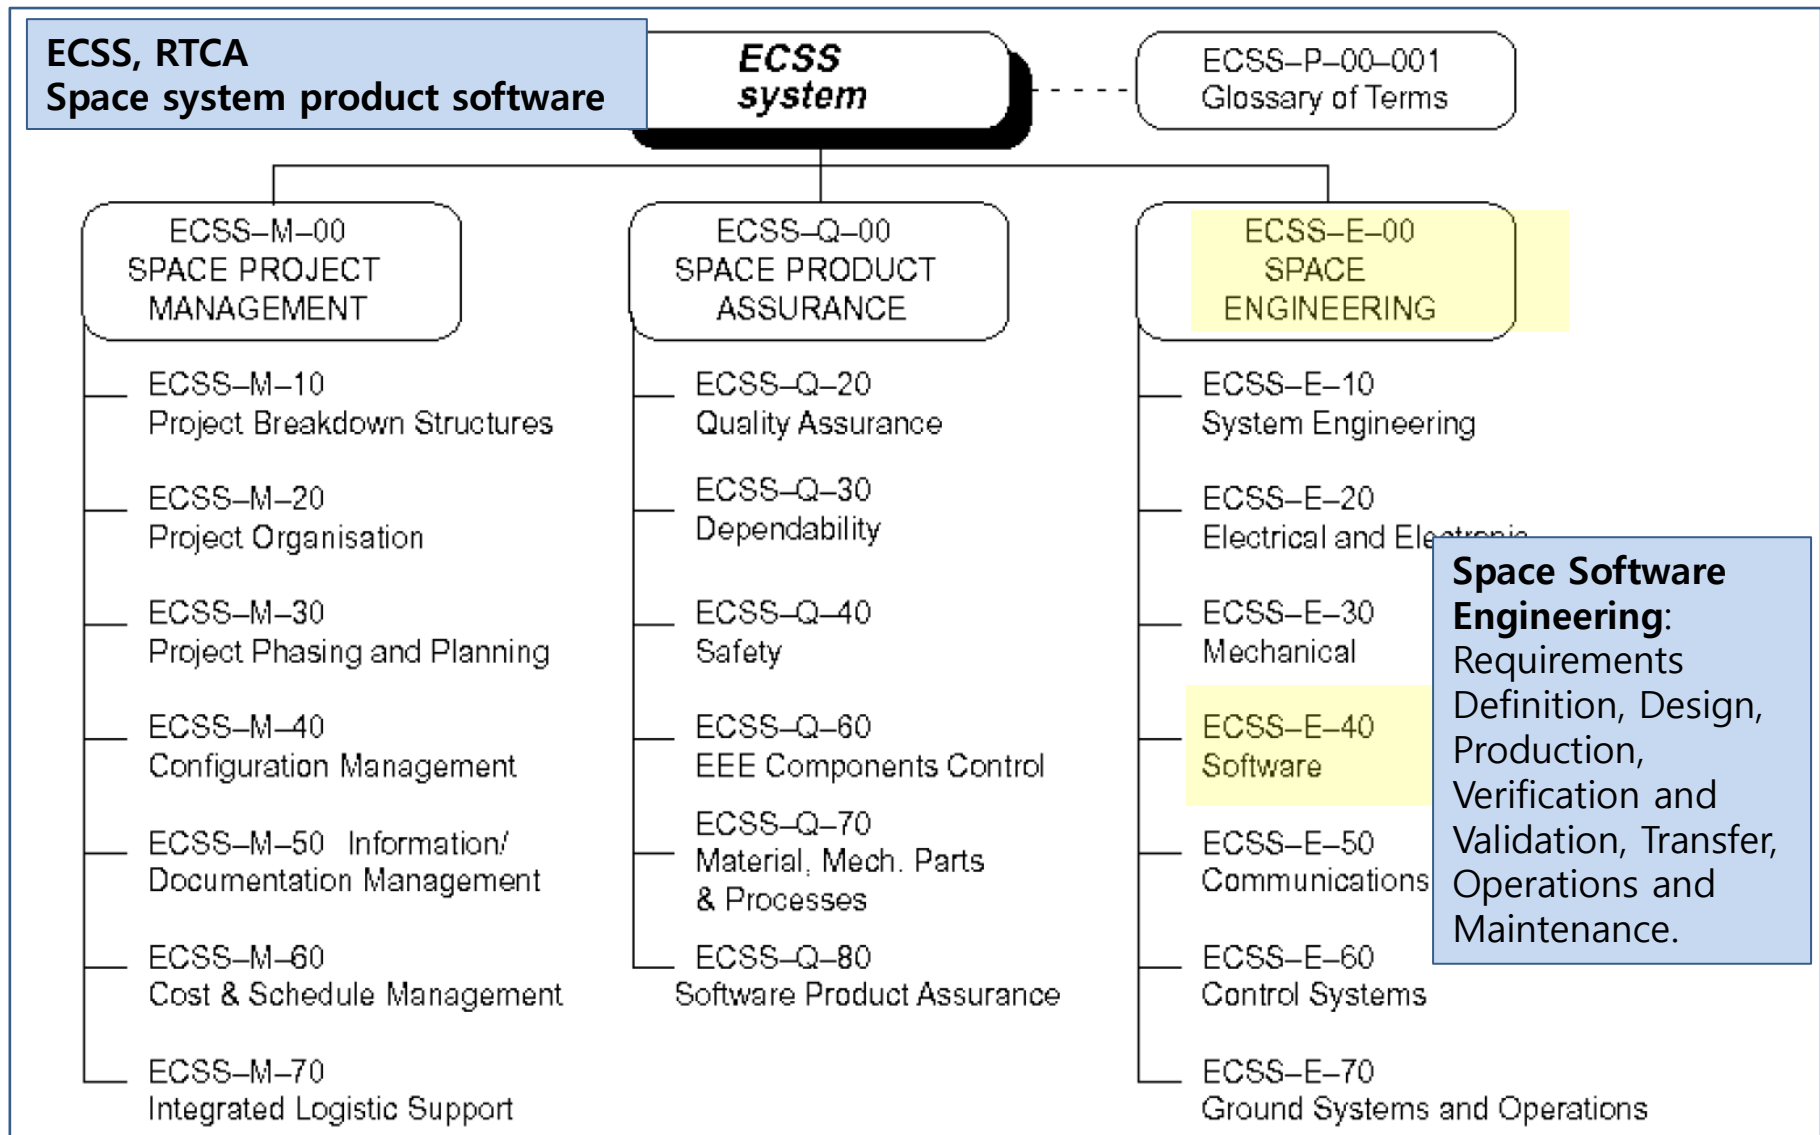 ECSS, RTCA
Space system product software
ECSS
system
ECSS–P–00–001
Glossary of Terms
ECSS–M–00
SPACE PROJECT
MANAGEMENT
ECSS–M–10
Project Breakdown Structures
ECSS–M–20
Project Organisation
ECSS–M–30
Project Phasing and Planning
ECSS–M–40
Configuration Management
ECSS–M–50 Information/
Documentation Management
ECSS–M–60
Cost & Schedule Management
ECSS–M–70
Integrated Logistic Support
ECSS–Q–00
SPACE PRODUCT
ASSURANCE
ECSS–Q–20
Quality Assurance
ECSS–Q–30
Dependability
ECSS–Q–40
Safety
ECSS–Q–60
EEE Components Control
ECSS–Q–70
Material, Mech. Parts
& Processes
ECSS–Q–80
Software Product Assurance
ECSS–E–00
SPACE
ENGINEERING
ECSS–E–10
System Engineering
ECSS–E–20
Electrical and Electronic
ECSS–E–30
Mechanical
ECSS–E–40
Software
ECSS–E–50
Communications
ECSS–E–60
Control Systems
ECSS–E–70
Ground Systems and Operations
Space Software
Engineering:
Requirements
Definition, Design,
Production,
Verification and
Validation, Transfer,
Operations and
Maintenance.